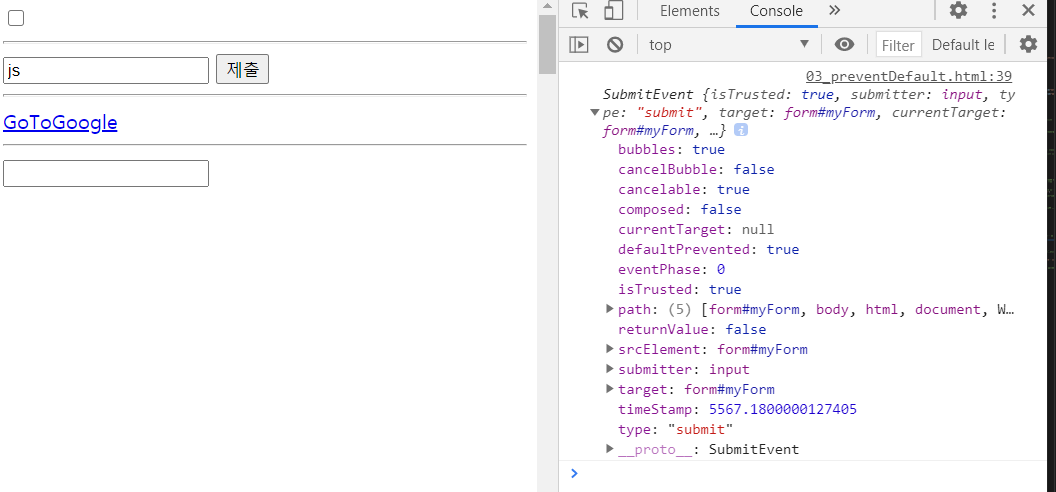 js
제출
GoToGoogle
Elements
Console
»
top
Filter
Default le
03_preventDefault.html:39
SubmitEvent {isTrusted: true, submitter: input, ty
pe: "submit", target: form#myForm, currentTarget:
form#myForm, …}
bubbles: true
cancelBubble: false
cancelable: true
composed: false
currentTarget: null
defaultPrevented: true
eventPhase: 0
isTrusted: true
path: (5) [form#myForm, body, html, document, W…
returnValue: false
srcElement: form#myForm
submitter: input
target: form#myForm
timeStamp: 5567.1800000127405
type: "submit"
__proto__: SubmitEvent